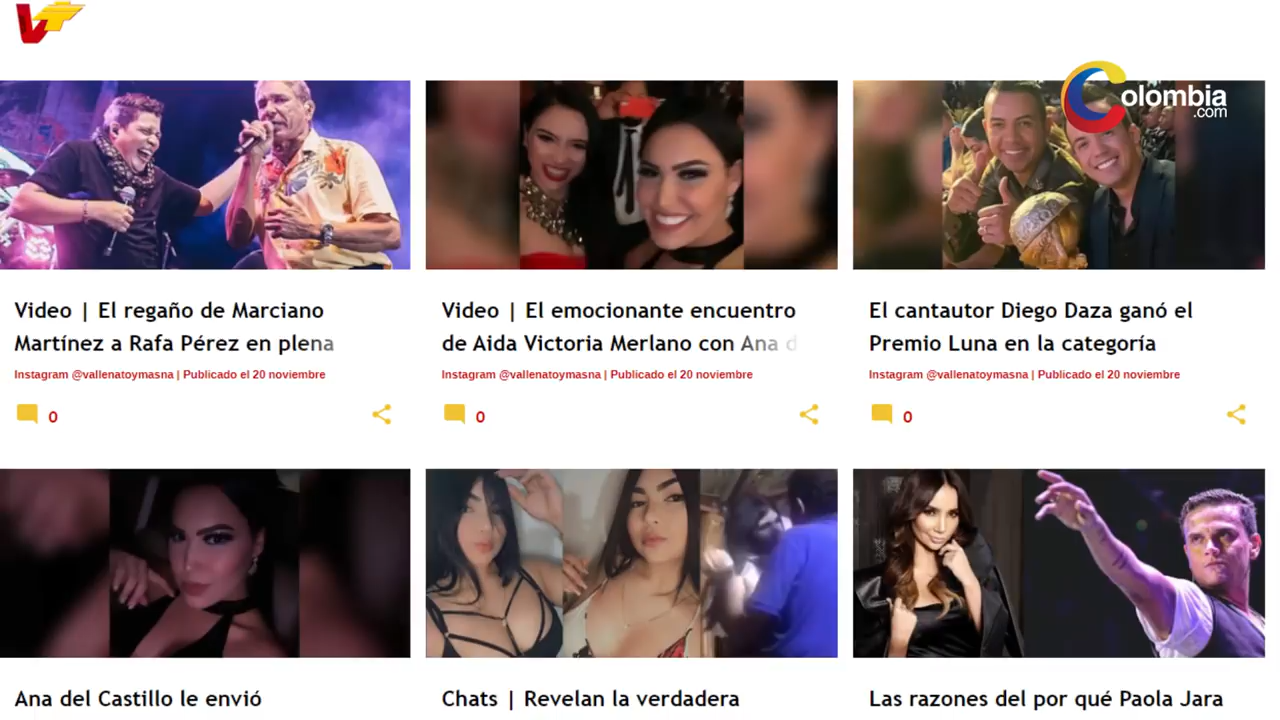 VT
Colombia
.com
Video | El regaño de Marciano
Martínez a Rafa Pérez en plena
Instagram @vallenatoymasna | Publicado el 20 noviembre
0
Video | El emocionante encuentro
de Aida Victoria Merlano con Ana d
Instagram @vallenatoymasna | Publicado el 20 noviembre
0
El cantautor Diego Daza ganó el
Premio Luna en la categoría
Instagram @vallenatoymasna | Publicado el 20 noviembre
0
Ana del Castillo le envió
Chats | Revelan la verdadera
Las razones del por qué Paola Jara